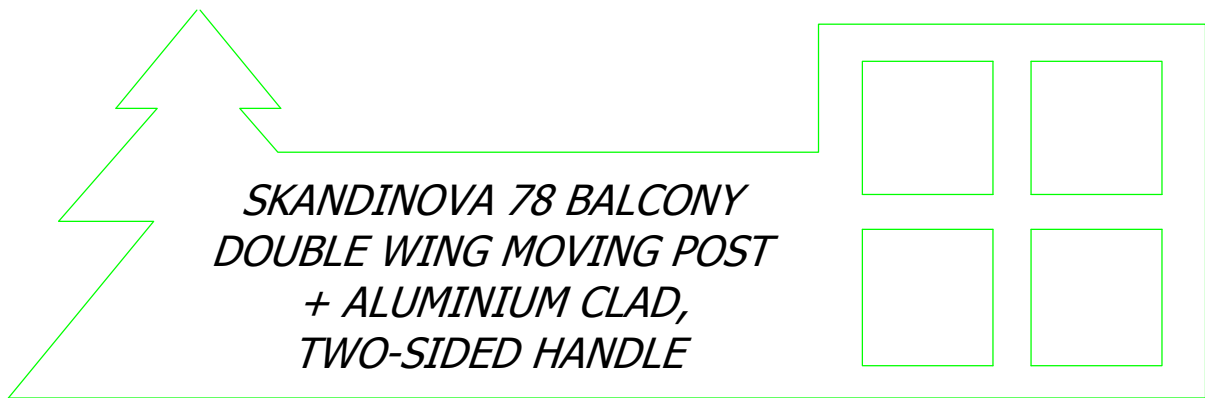 SKANDINOVA 78 BALCONY
DOUBLE WING MOVING POST
+ ALUMINIUM CLAD,
TWO-SIDED HANDLE